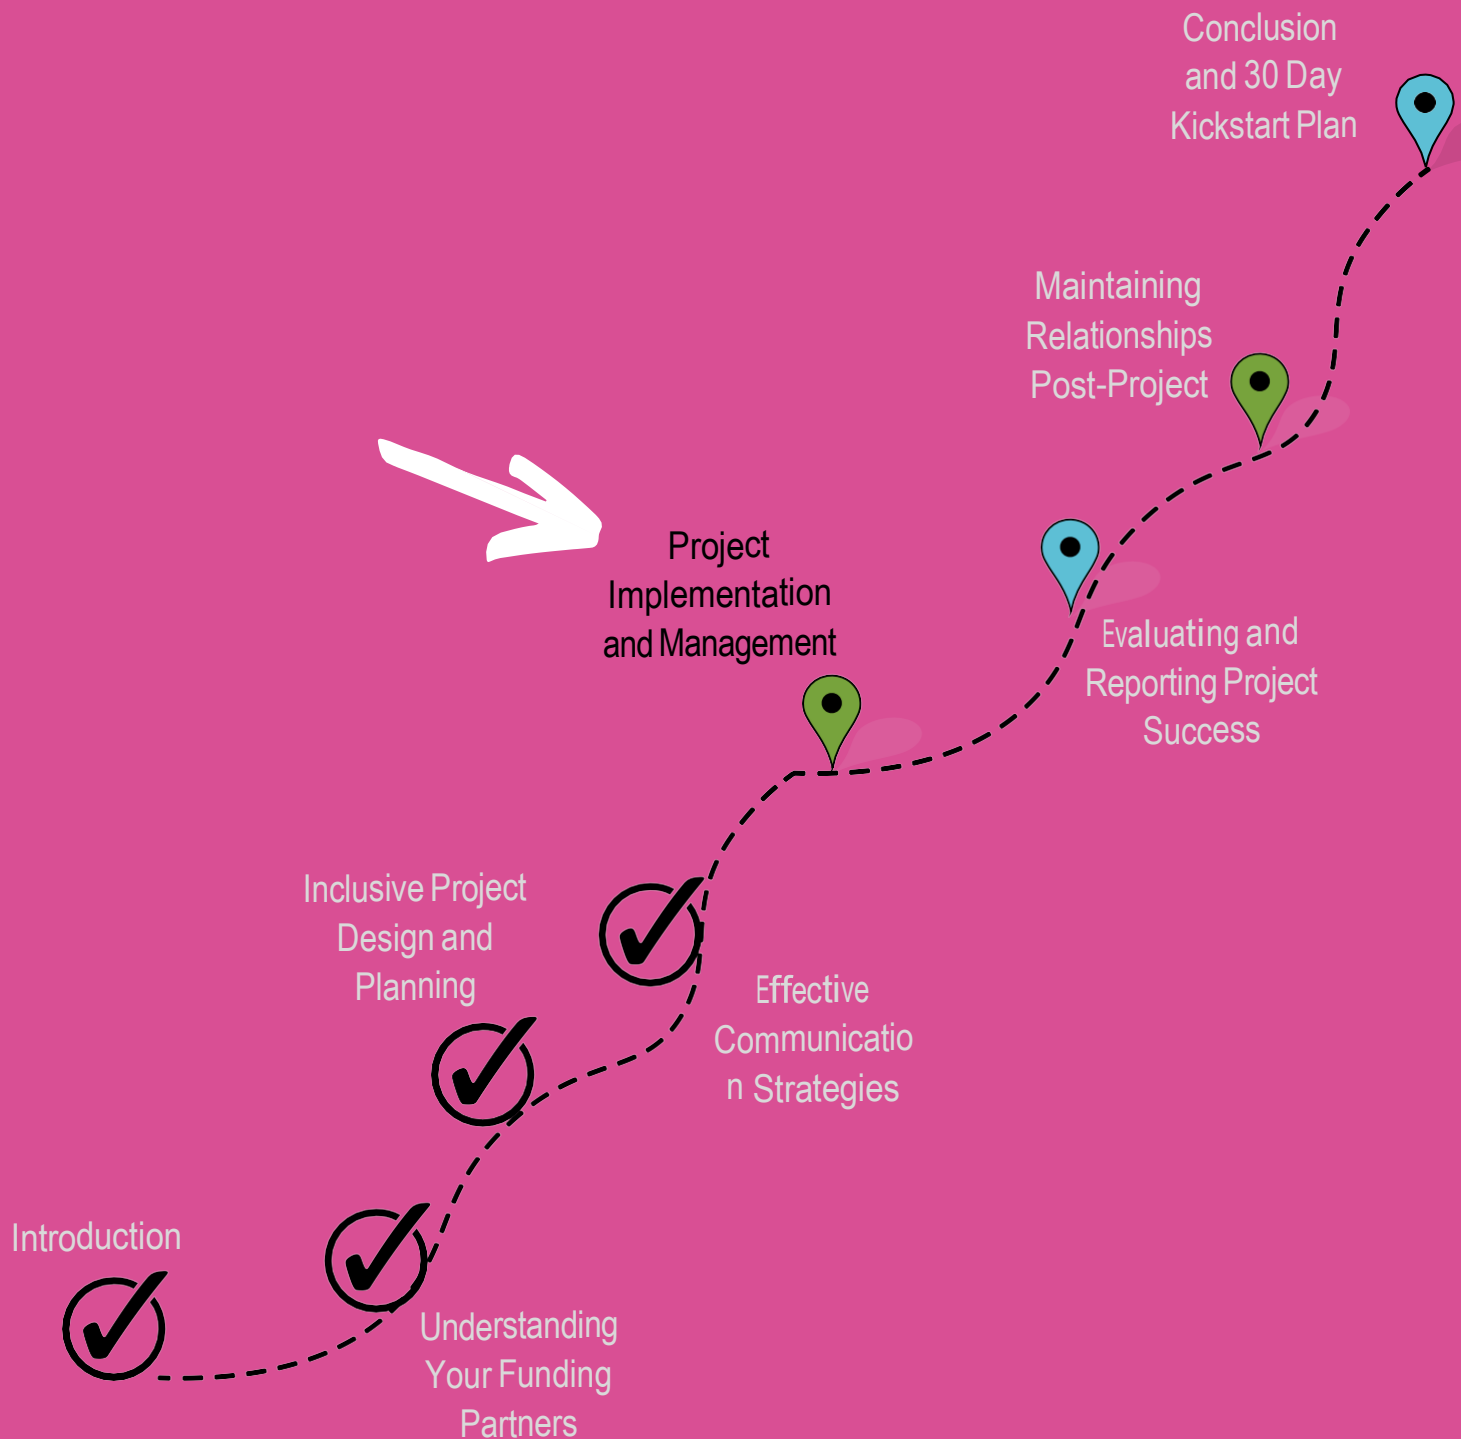 Conclusion
and 30 Day
Kickstart Plan
Maintaining
Relationships
Post-Project
Project
Implementation
and Management
Evaluating and
Reporting Project
Success
Inclusive Project
Design and
Planning
Effective
Communicatio
n Strategies
Introduction
Understanding
Your Funding
Partners